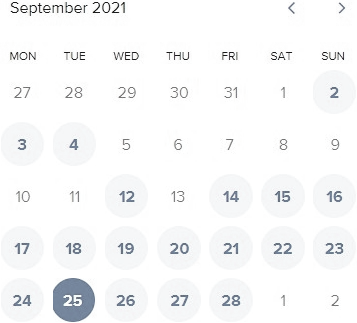 September 2021
MON TUE WED THU FRI SAT SUN
27 28 29 30 31 1 2
3 4 5 6 7 8 9
10 11 12 13 14 15 16
17 18 19 20 21 22 23
24 25 26 27 28 1 2